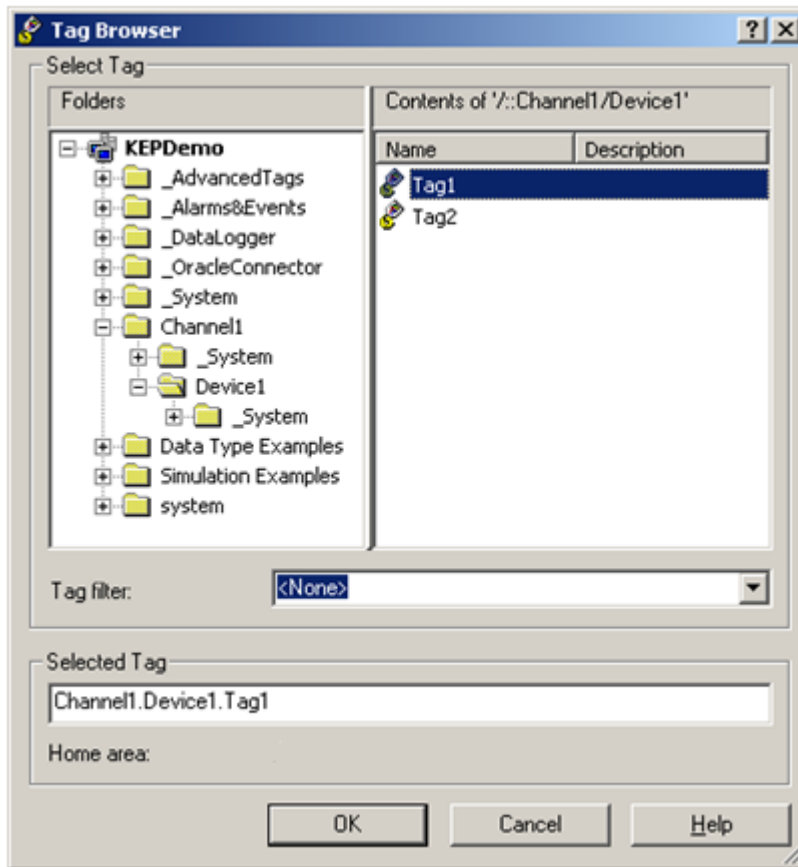 Tag Browser
Select Tag
Folders
Contents of '/::Channel1/Device1'
KEPDemo
_AdvancedTags
_Alarms&Events
_DataLogger
_OracleConnector
_System
Channel1
_System
Device1
_System
Data Type Examples
Simulation Examples
system
Name Description
Tag1
Tag2
Tag filter: <None>
Selected Tag
Channel1.Device1.Tag1
Home area:
OK Cancel Help